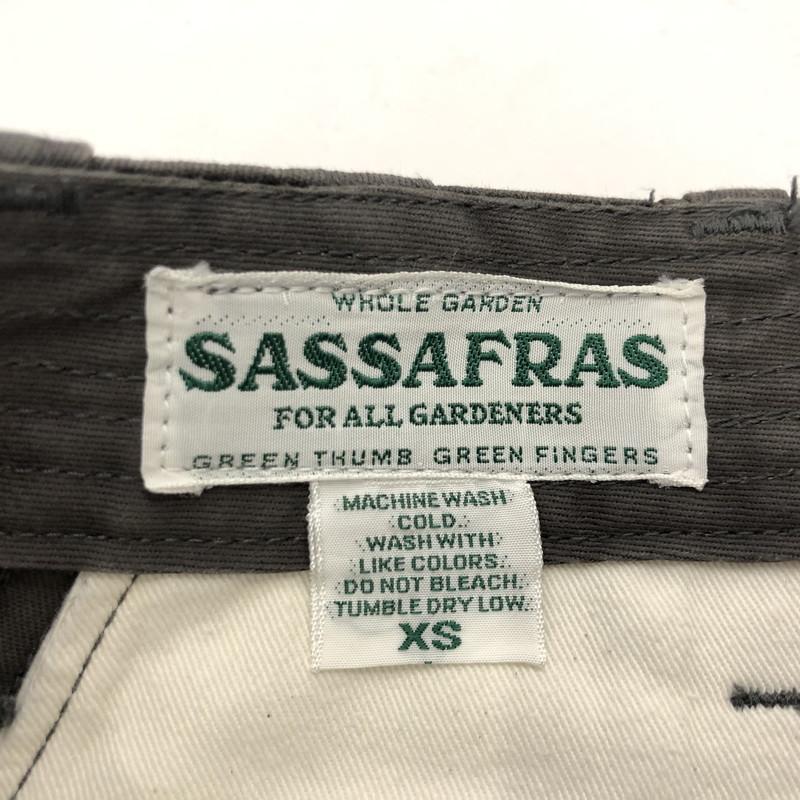 WHOLE GARDEN
SASSAFRAS
FOR ALL GARDENERS
GREEN THUMB GREEN FINGERS
MACHINE WASH
COLD.
WASH WITH
LIKE COLORS.
DO NOT BLEACH.
TUMBLE DRY LOW.
XS